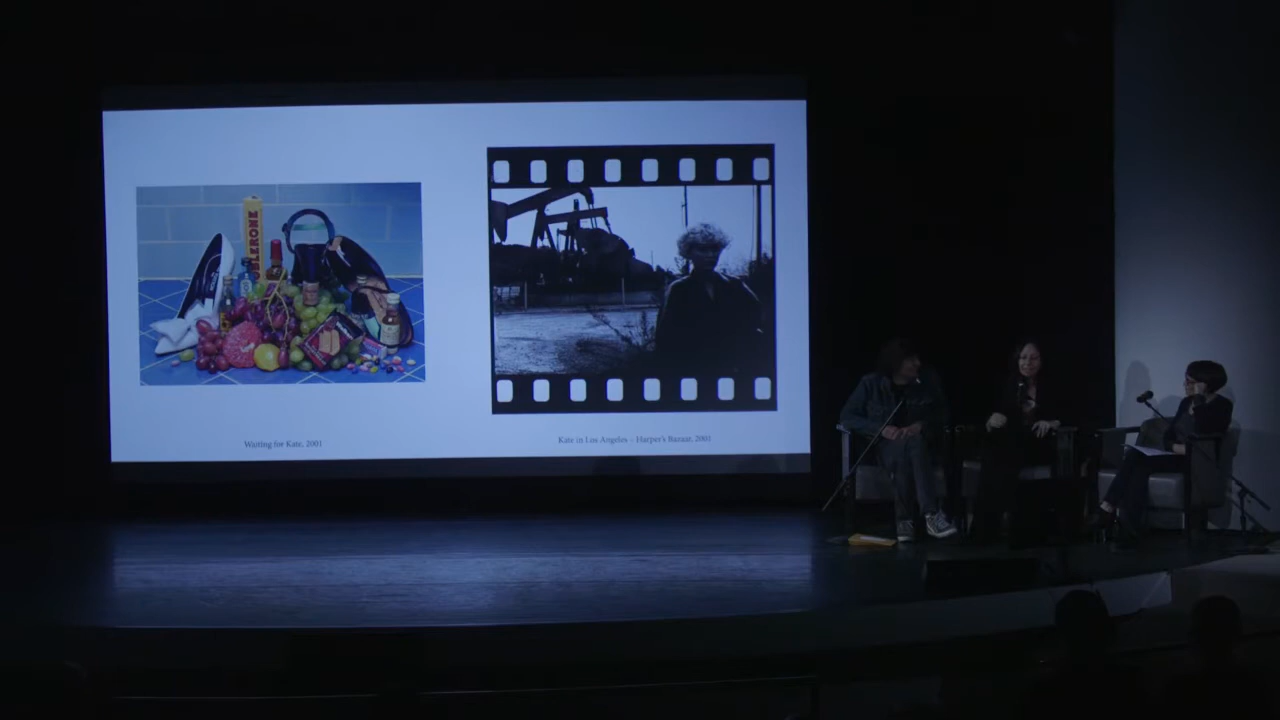 TOBLERONE
Waiting for Kate, 2001
Kate in Los Angeles – Harper's Bazaar, 2001